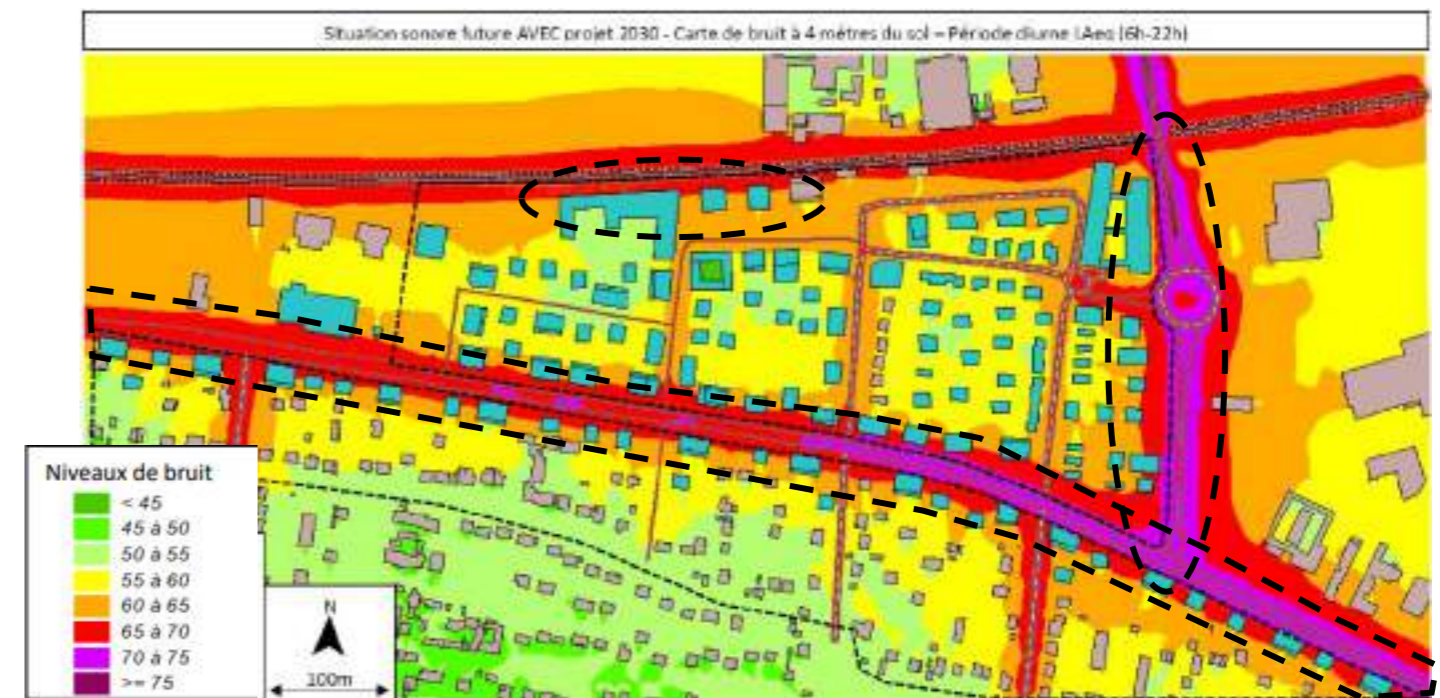 Situation sonore future AVEC projet 2030 - Carte de bruit à 4 mètres du sol – Période diurne LAeq (6h-22h)
Niveaux de bruit
< 45
45 à 50
50 à 55
55 à 60
60 à 65
65 à 70
70 à 75
>= 75
N
100m